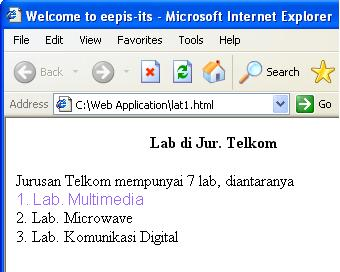 Welcome to eepis-its - Microsoft Internet Explorer
File Edit View Favorites Tools Help
Back Search
Address C:\Web Application\lat1.html Go
Lab di Jur. Telkom
Jurusan Telkom mempunyai 7 lab, diantaranya
1. Lab. Multimedia
2. Lab. Microwave
3. Lab. Komunikasi Digital